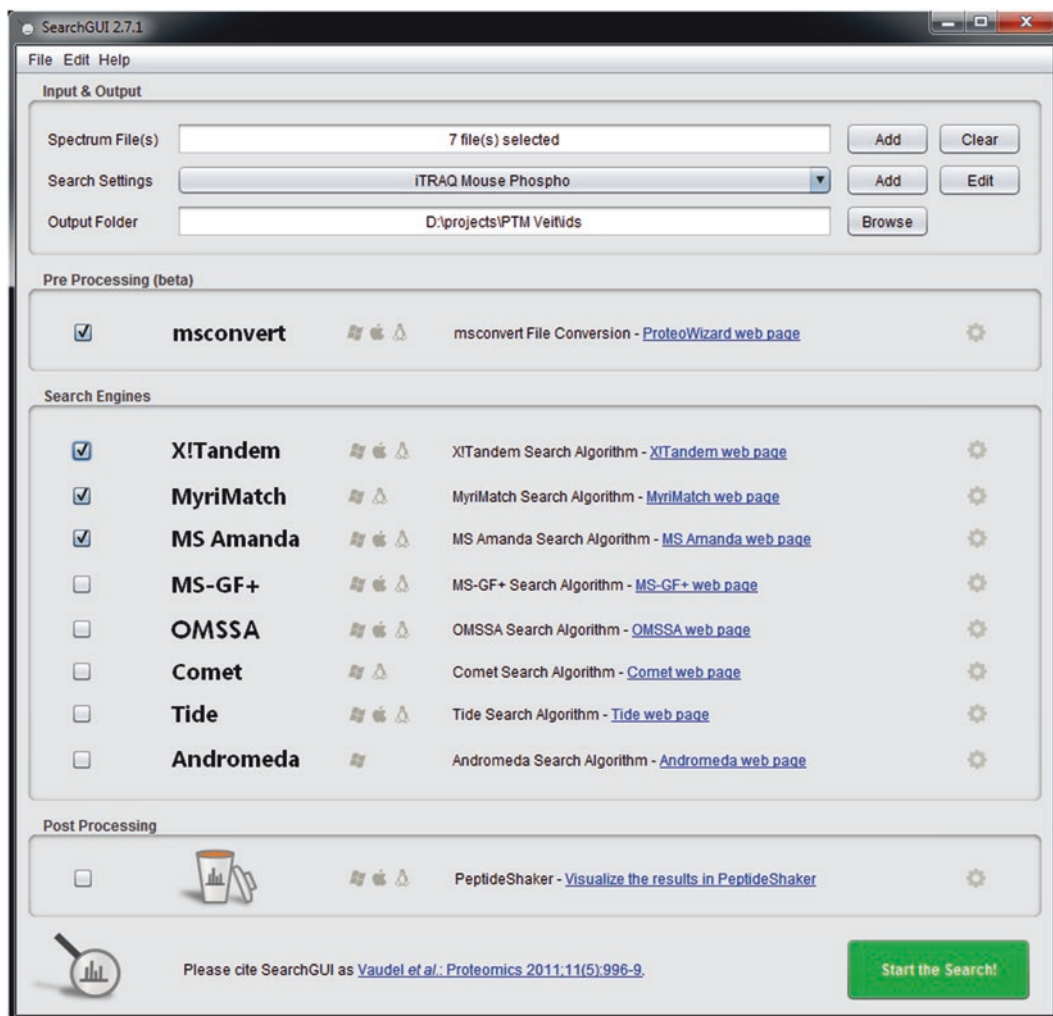 SearchGUI 2.7.1
File Edit Help
Input & Output
Spectrum File(s) 7 file(s) selected Add Clear
Search Settings iTRAQ Mouse Phospho Add Edit
Output Folder D:\projects\PTM Veit\ids Browse
Pre Processing (beta)
msconvert msconvert File Conversion - ProteoWizard web page
Search Engines
X!Tandem X!Tandem Search Algorithm - X!Tandem web page
MyriMatch MyriMatch Search Algorithm - MyriMatch web page
MS Amanda MS Amanda Search Algorithm - MS Amanda web page
MS-GF+ MS-GF+ Search Algorithm - MS-GF+ web page
OMSSA OMSSA Search Algorithm - OMSSA web page
Comet Comet Search Algorithm - Comet web page
Tide Tide Search Algorithm - Tide web page
Andromeda Andromeda Search Algorithm - Andromeda web page
Post Processing
PeptideShaker - Visualize the results in PeptideShaker
Please cite SearchGUI as Vaudel et al.: Proteomics 2011;11(5):996-9.
Start the Search!